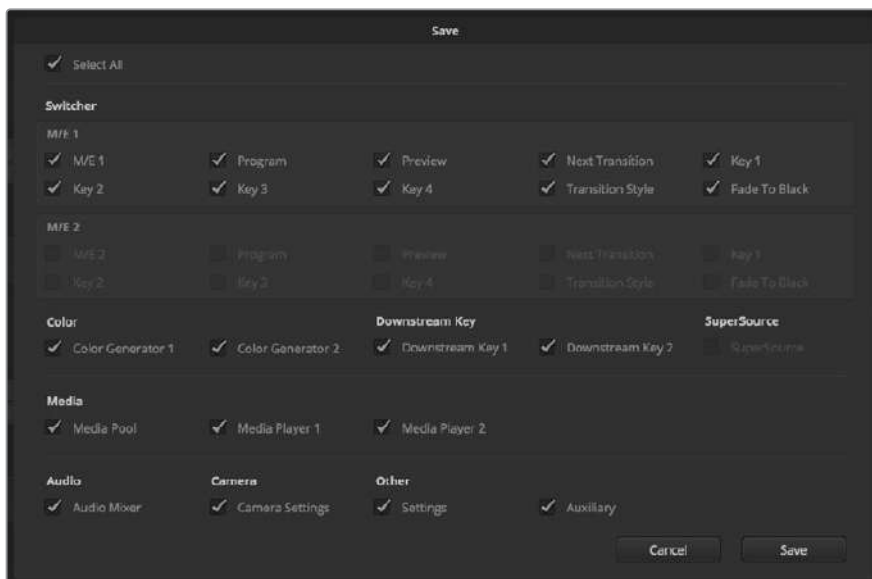 Save
Select All
Switcher
M/E 1
M/E 1 Program Preview Next Transition Key 1
Key 2 Key 3 Key 4 Transition Style Fade To Black
M/E 2
M/E 2 Program Preview Next Transition Key 1
Key 2 Key 3 Key 4 Transition Style Fade To Black
Color Downstream Key SuperSource
Color Generator 1 Color Generator 2 Downstream Key 1 Downstream Key 2 SuperSource
Media
Media Pool Media Player 1 Media Player 2
Audio Camera Other
Audio Mixer Camera Settings Settings Auxiliary
Cancel Save